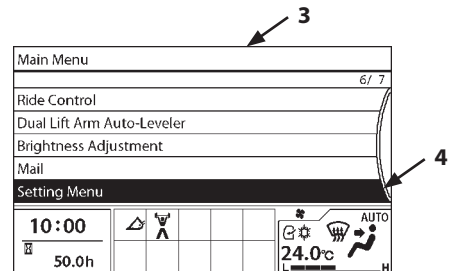 3
Main Menu
6/ 7
Ride Control
Dual Lift Arm Auto-Leveler
Brightness Adjustment
Mail
4
Setting Menu
10:00
AUTO
50.0h
24.0℃
L H